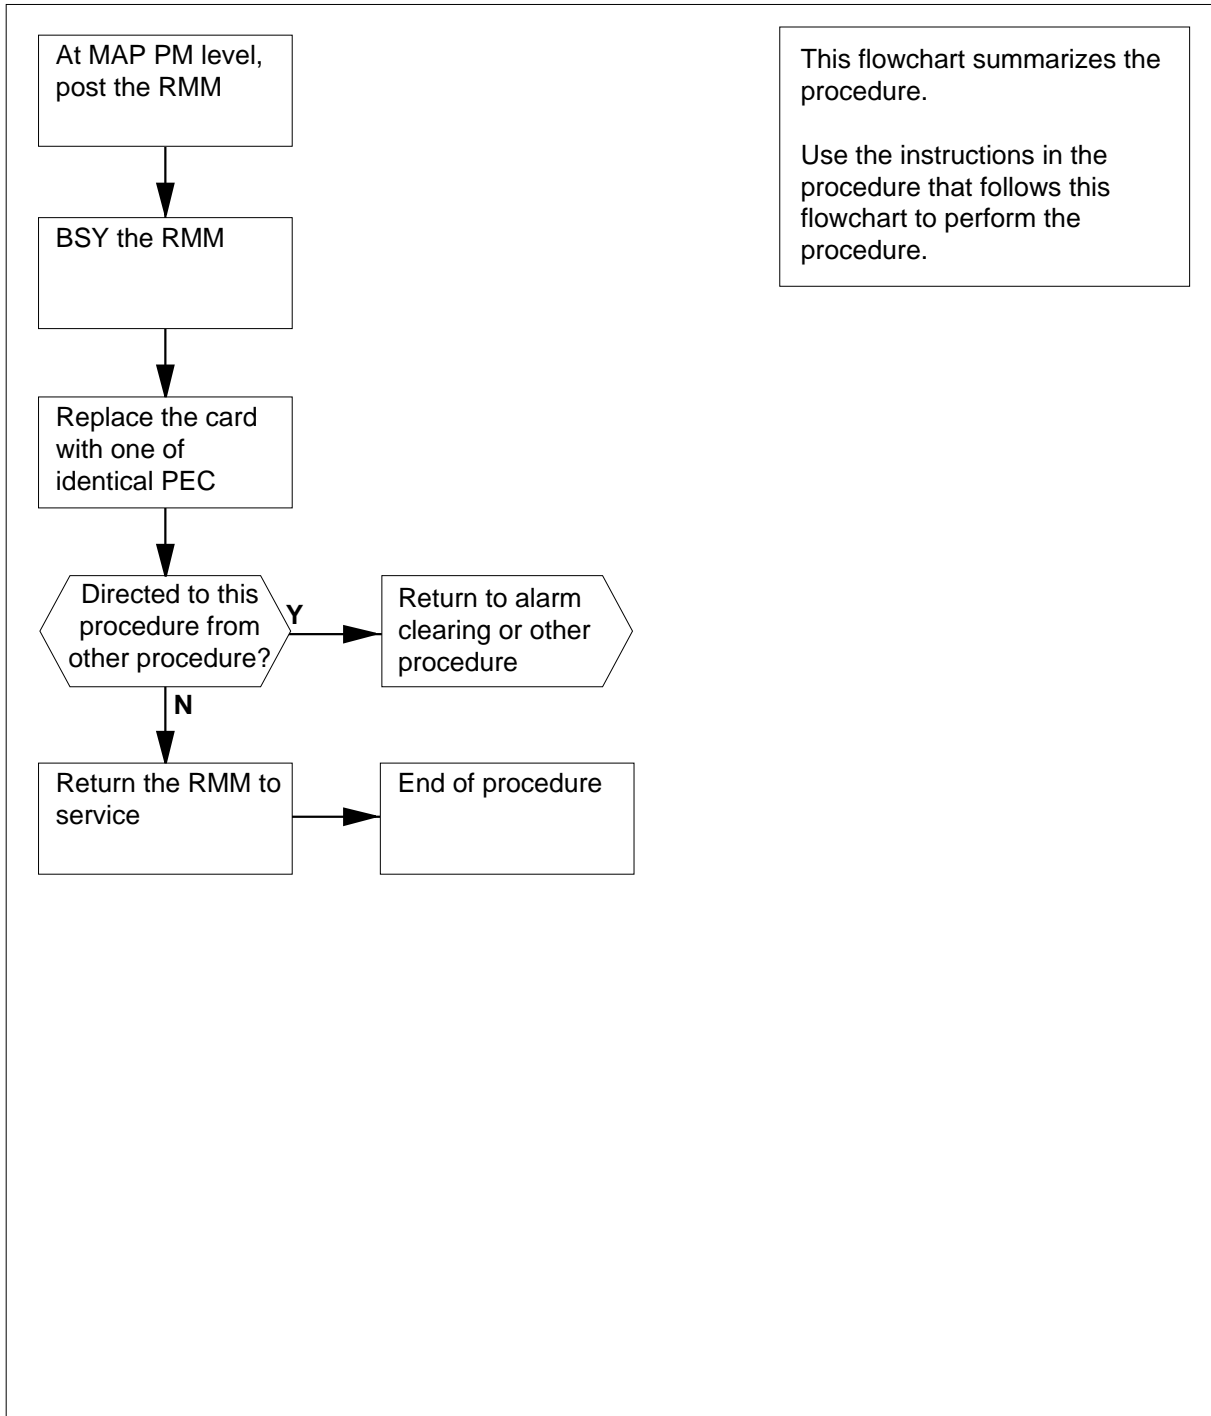 At MAP PM level,
post the RMM
This flowchart summarizes the
procedure.
Use the instructions in the
procedure that follows this
flowchart to perform the
procedure.
BSY the RMM
Replace the card
with one of
identical PEC
Directed to this
procedure from
other procedure?
Y
Return to alarm
clearing or other
procedure
N
Return the RMM to
service
End of procedure